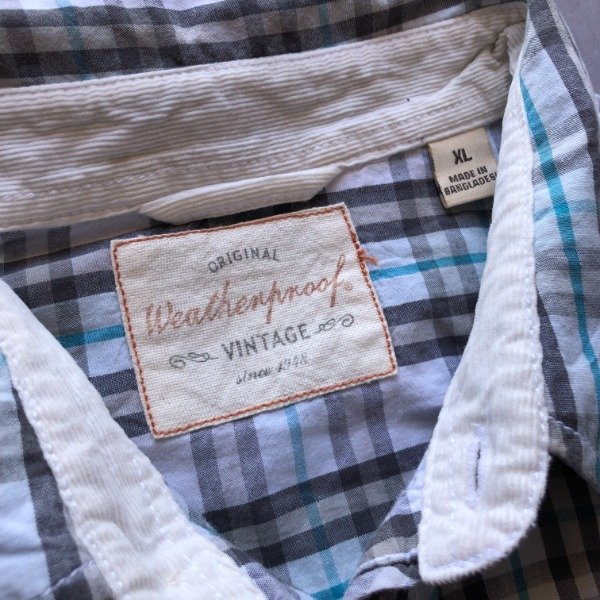 XL
MADE IN
BANGLADESH
ORIGINAL
Weatherproof®
VINTAGE
since 1948